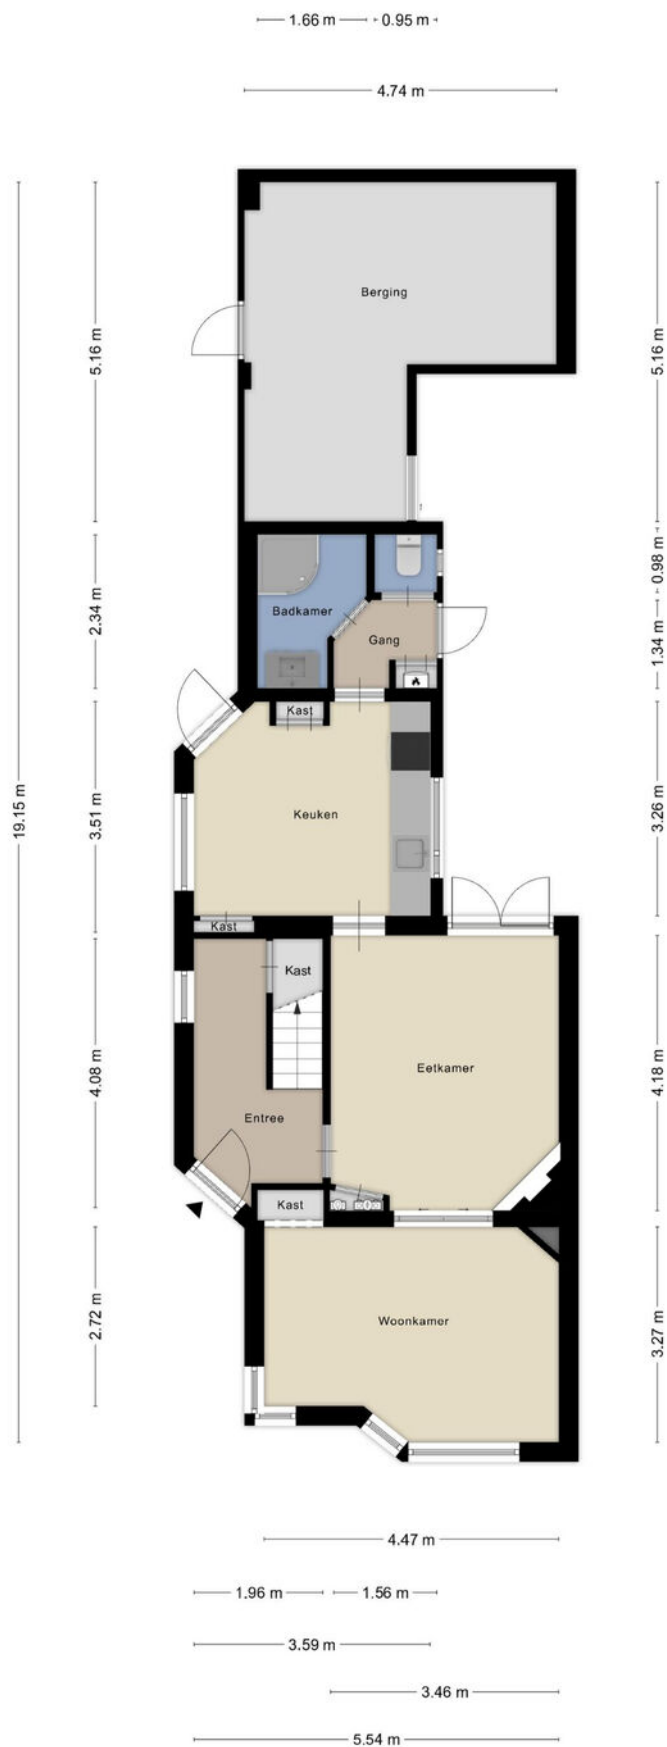 1.66 m
0.95 m
4.74 m
Berging
5.16 m
5.16 m
0.98 m
2.34 m
Badkamer
Gang
1.34 m
Kast
19.15 m
3.51 m
Keuken
3.26 m
Kast
Kast
4.08 m
Eetkamer
4.18 m
Entree
Kast
2.72 m
Woonkamer
3.27 m
4.47 m
1.96 m
1.56 m
3.59 m
3.46 m
5.54 m